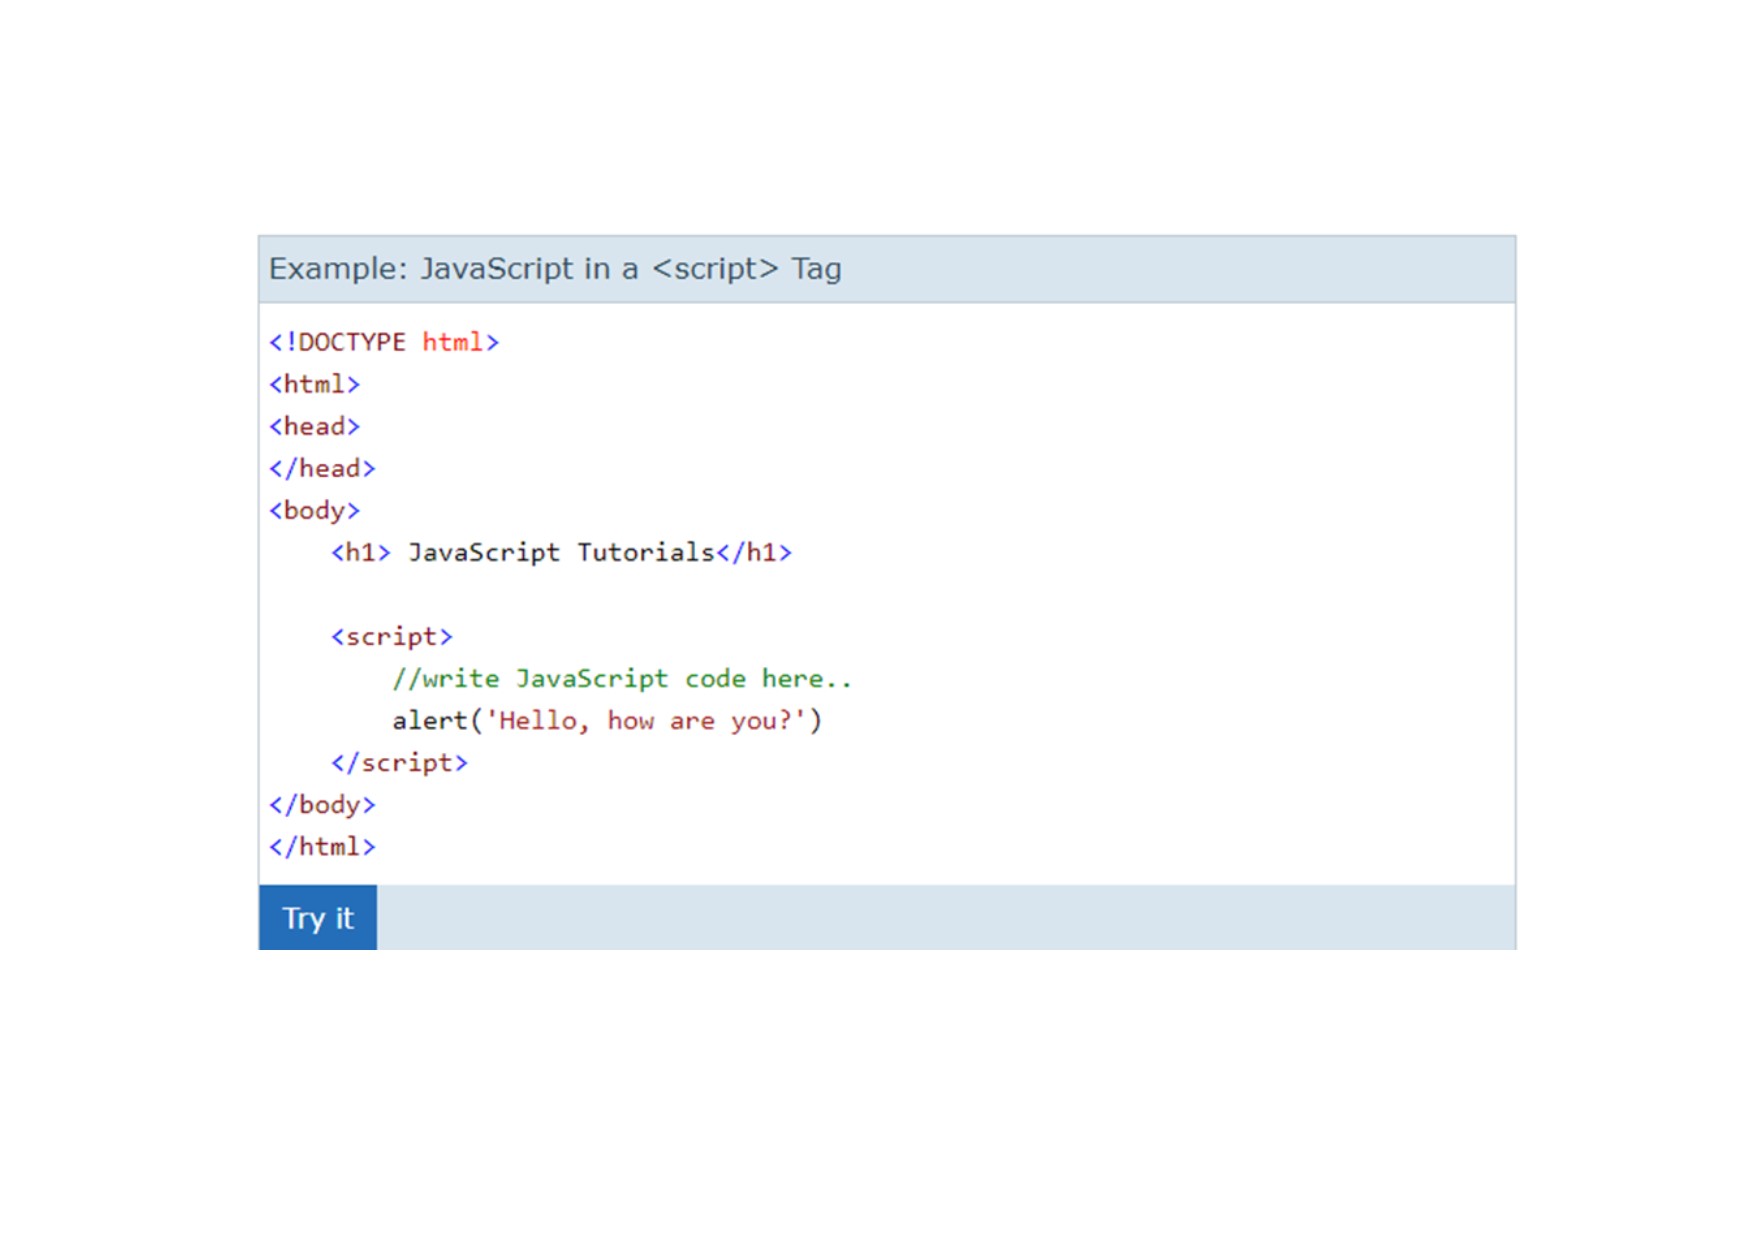 Example: JavaScript in a <script> Tag
<!DOCTYPE html>
<html>
<head>
</head>
<body>
    <h1> JavaScript Tutorials</h1>
    <script>
        //write JavaScript code here..
        alert('Hello, how are you?')
    </script>
</body>
</html>
Try it